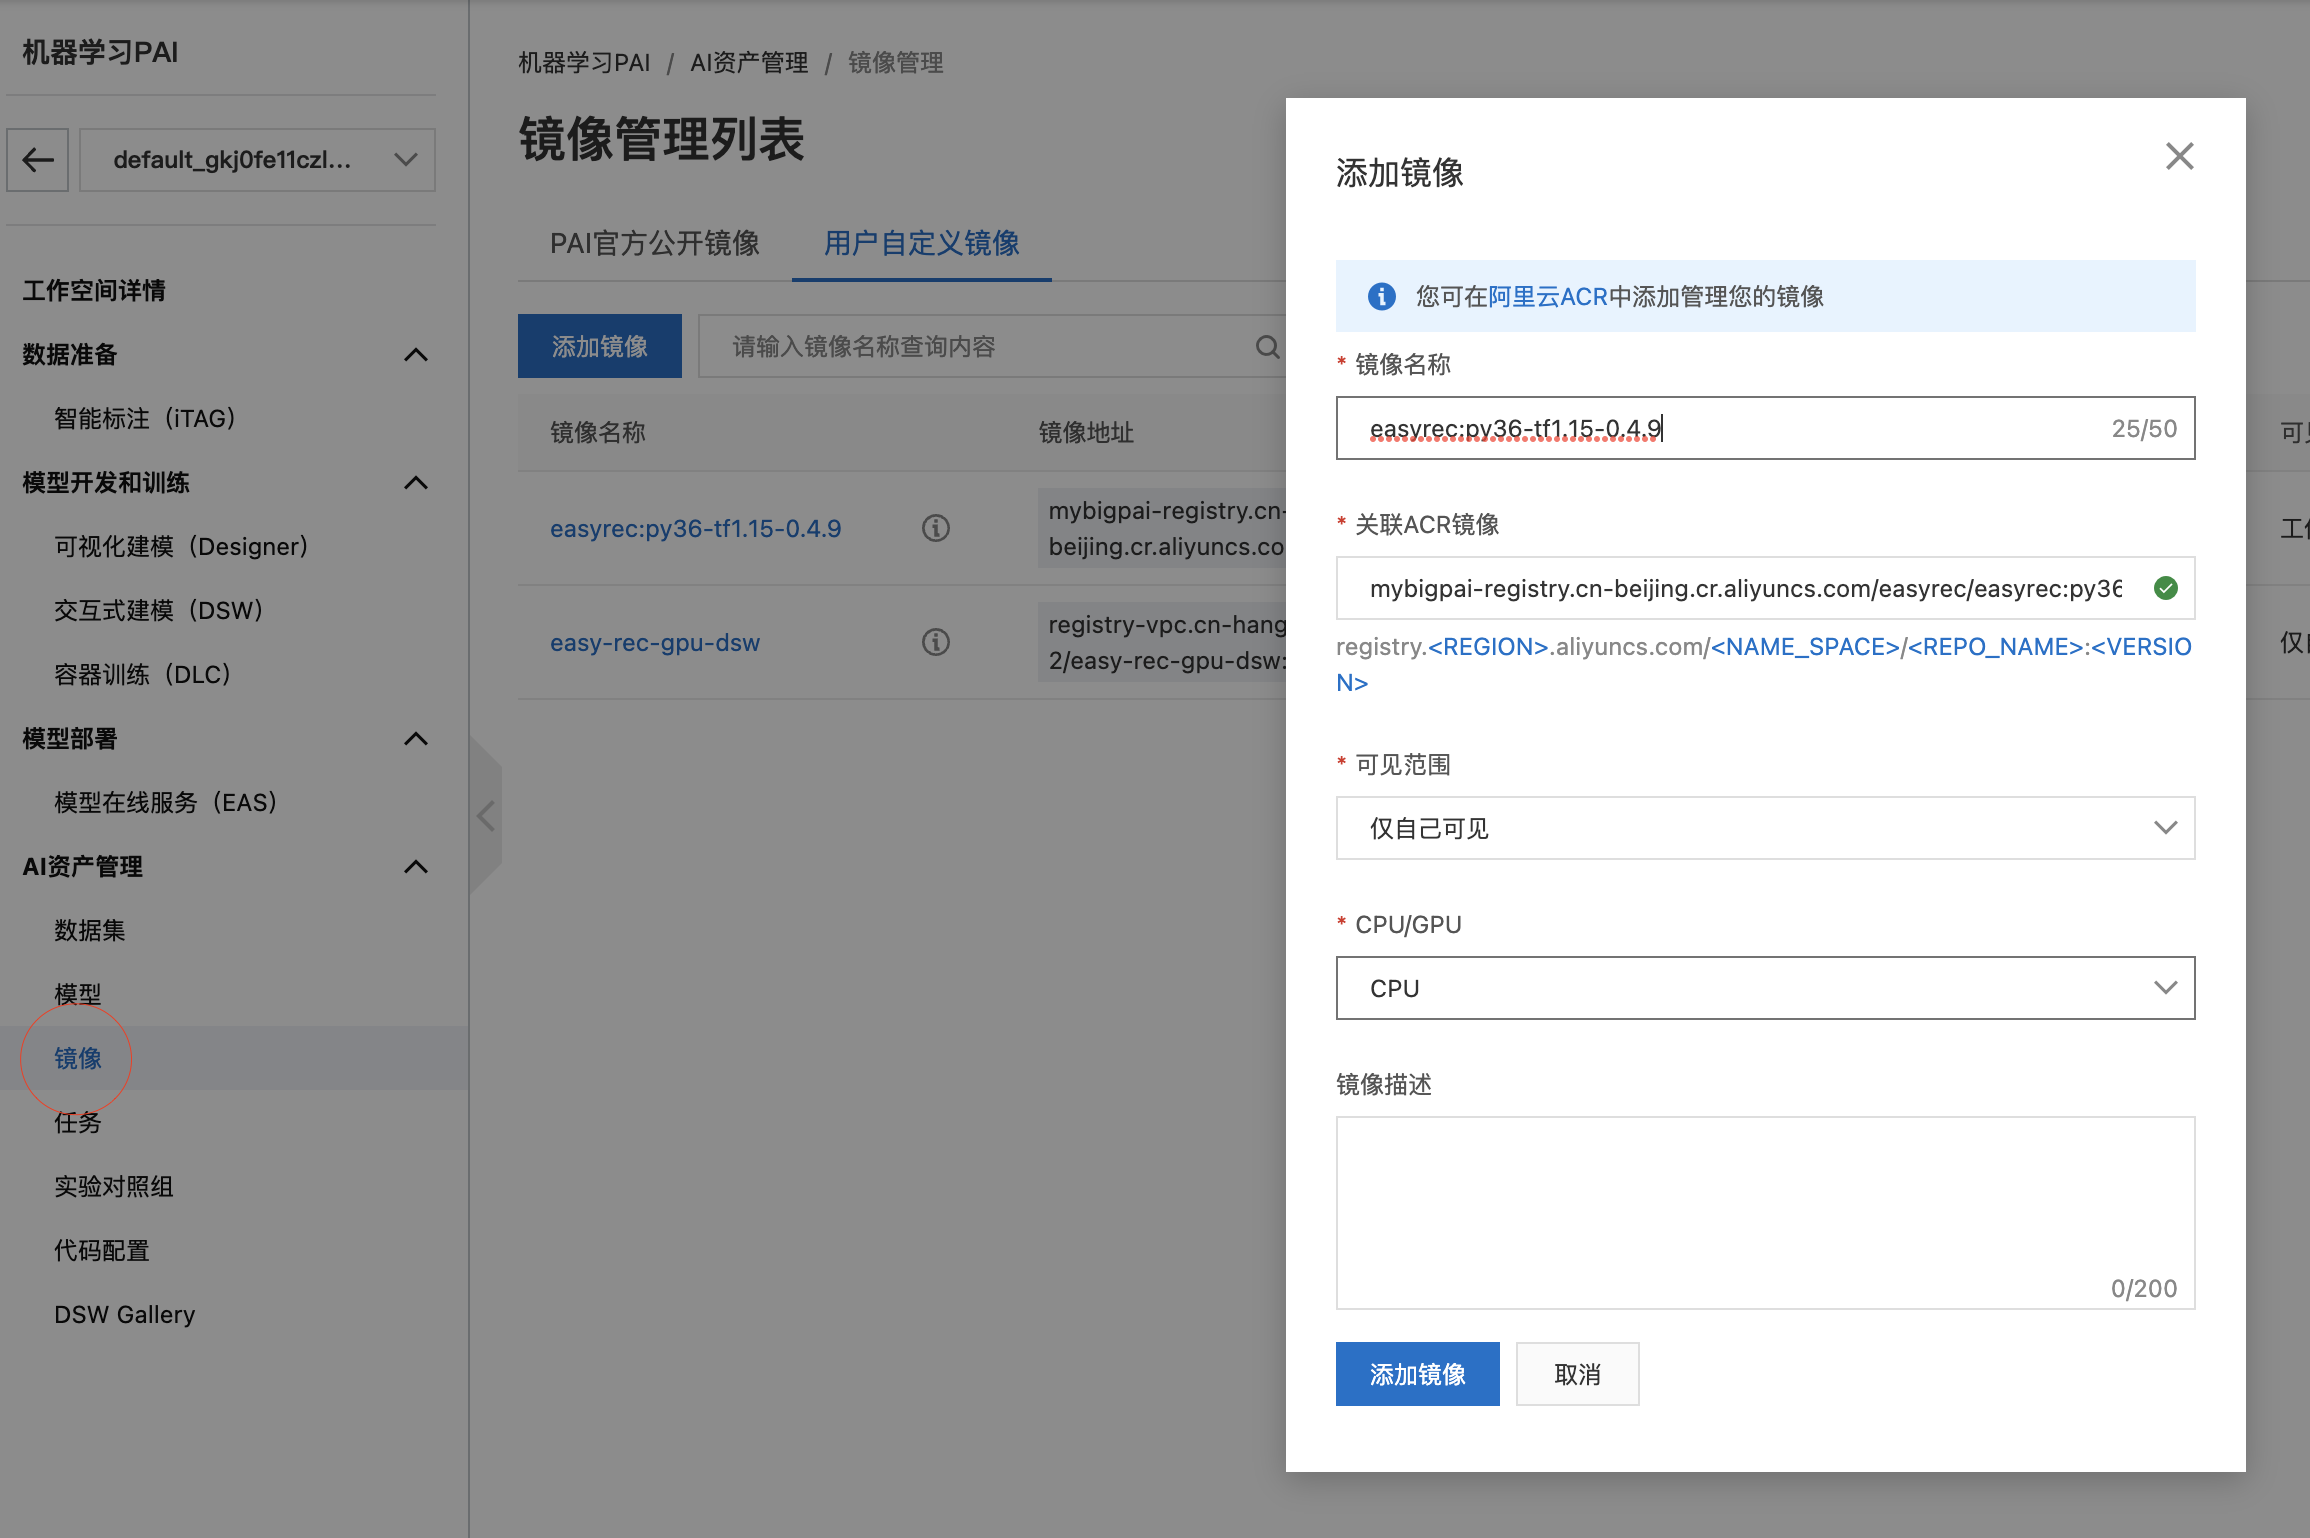 机器学习PAI
default_gkj0fe11czl...
工作空间详情
数据准备
智能标注（iTAG）
模型开发和训练
可视化建模（Designer）
交互式建模（DSW）
容器训练（DLC）
模型部署
模型在线服务（EAS）
AI资产管理
数据集
模型
镜像
任务
实验对照组
代码配置
DSW Gallery
机器学习PAI / AI资产管理 / 镜像管理
镜像管理列表
PAI官方公开镜像 用户自定义镜像
添加镜像 请输入镜像名称查询内容
镜像名称 镜像地址
easyrec:py36-tf1.15-0.4.9
mybigpai-registry.cn-
beijing.cr.aliyuncs.co
easy-rec-gpu-dsw
registry-vpc.cn-hang
2/easy-rec-gpu-dsw:
添加镜像
您可在阿里云ACR中添加管理您的镜像
* 镜像名称
easyrec:py36-tf1.15-0.4.9 25/50
* 关联ACR镜像
mybigpai-registry.cn-beijing.cr.aliyuncs.com/easyrec/easyrec:py36
registry.<REGION>.aliyuncs.com/<NAME_SPACE>/<REPO_NAME>:<VERSIO
N>
* 可见范围
仅自己可见
* CPU/GPU
CPU
镜像描述
0/200
添加镜像 取消